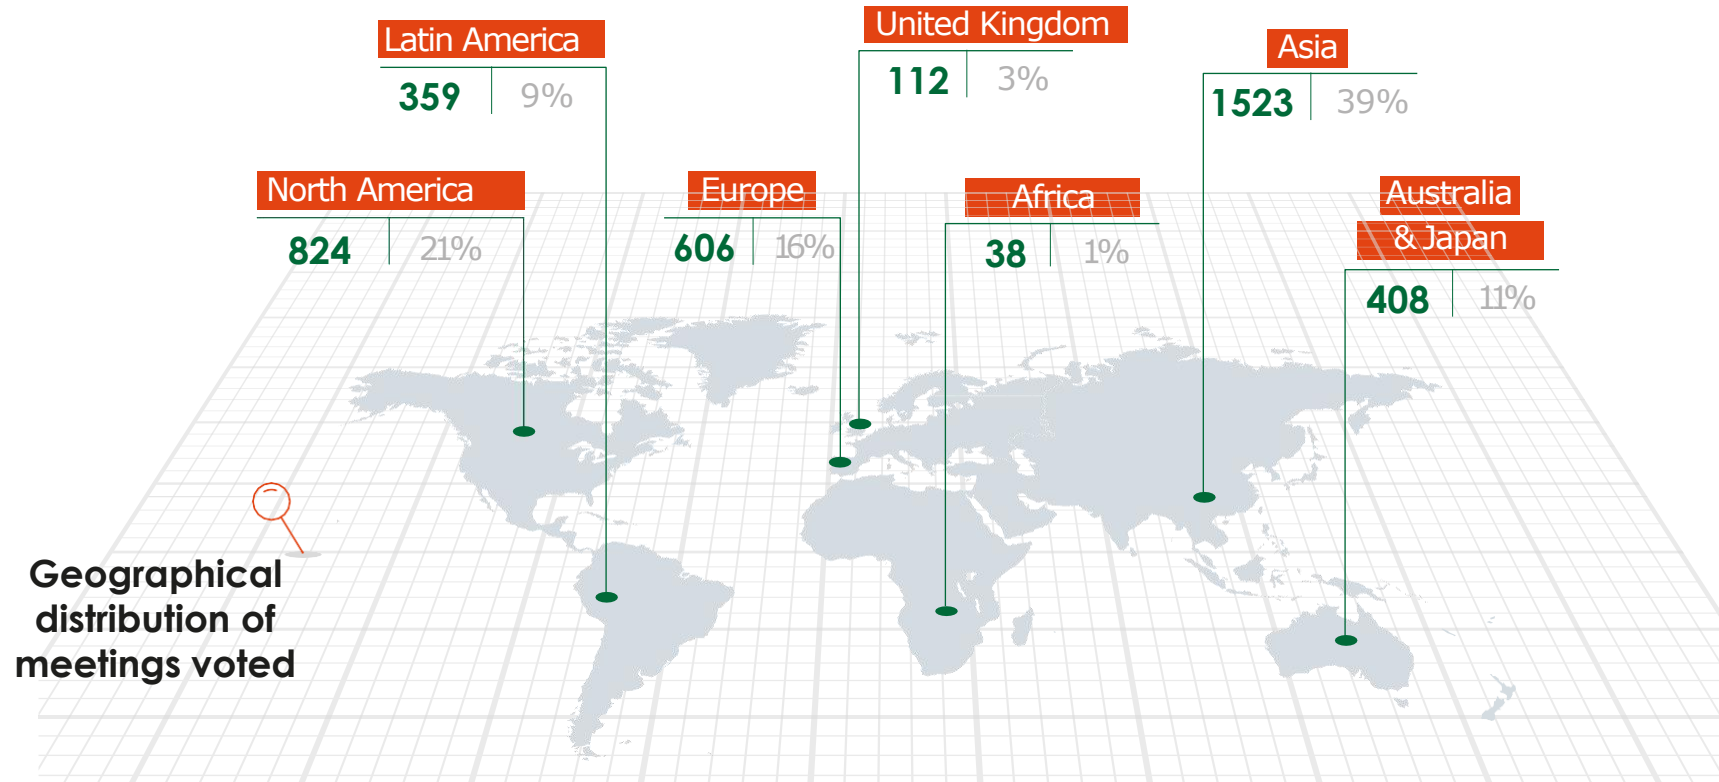 Latin America
359 9%
United Kingdom
112 3%
Asia
1523 39%
North America
824 21%
Europe
606 16%
Africa
38 1%
Australia
& Japan
408 11%
Geographical
distribution of
meetings voted